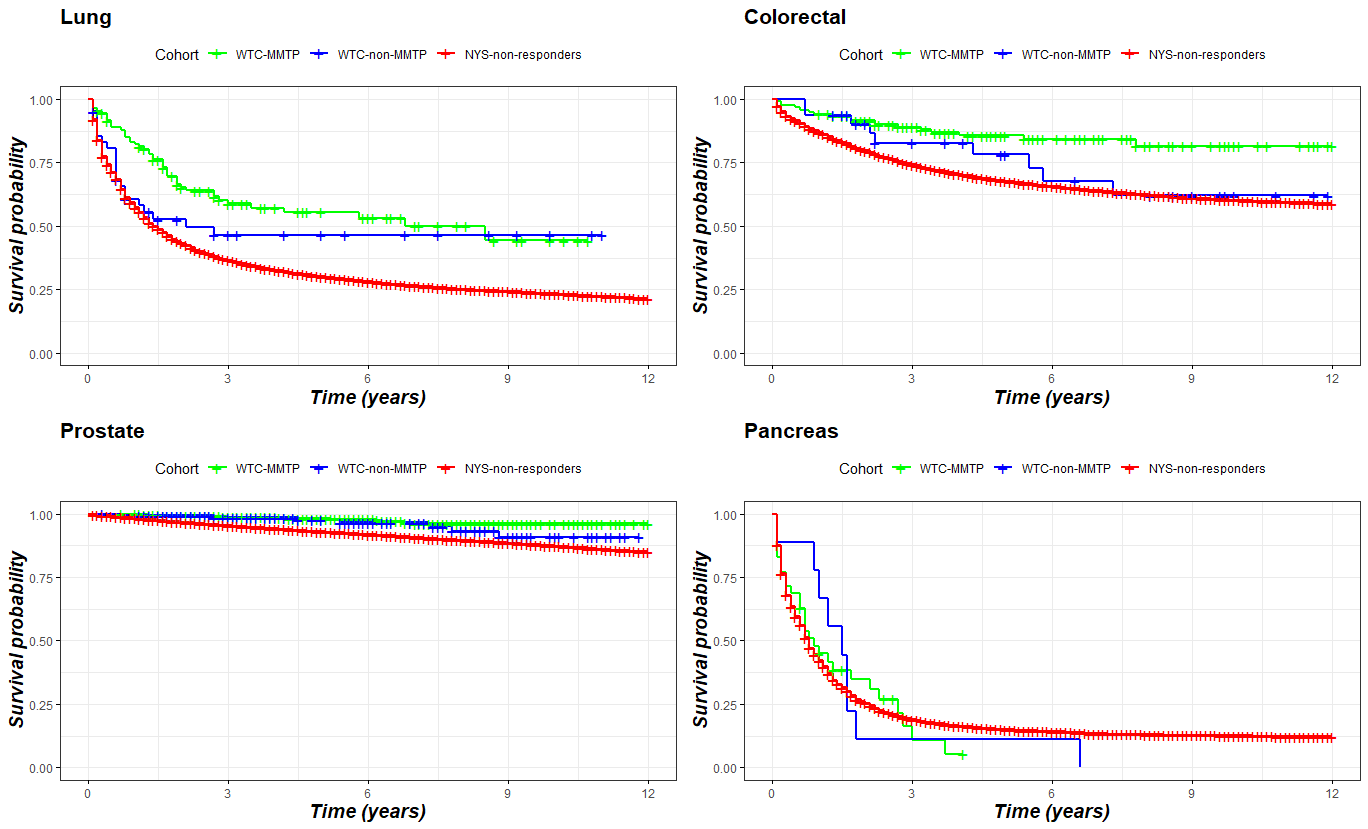 Lung
Cohort WTC-MMTP WTC-non-MMTP NYS-non-responders
Survival probability
1.00
0.75
0.50
0.25
0.00
0 3 6 9 12
Time (years)
Colorectal
Cohort WTC-MMTP WTC-non-MMTP NYS-non-responders
Survival probability
1.00
0.75
0.50
0.25
0.00
0 3 6 9 12
Time (years)
Prostate
Cohort WTC-MMTP WTC-non-MMTP NYS-non-responders
Survival probability
1.00
0.75
0.50
0.25
0.00
0 3 6 9 12
Time (years)
Pancreas
Cohort WTC-MMTP WTC-non-MMTP NYS-non-responders
Survival probability
1.00
0.75
0.50
0.25
0.00
0 3 6 9 12
Time (years)